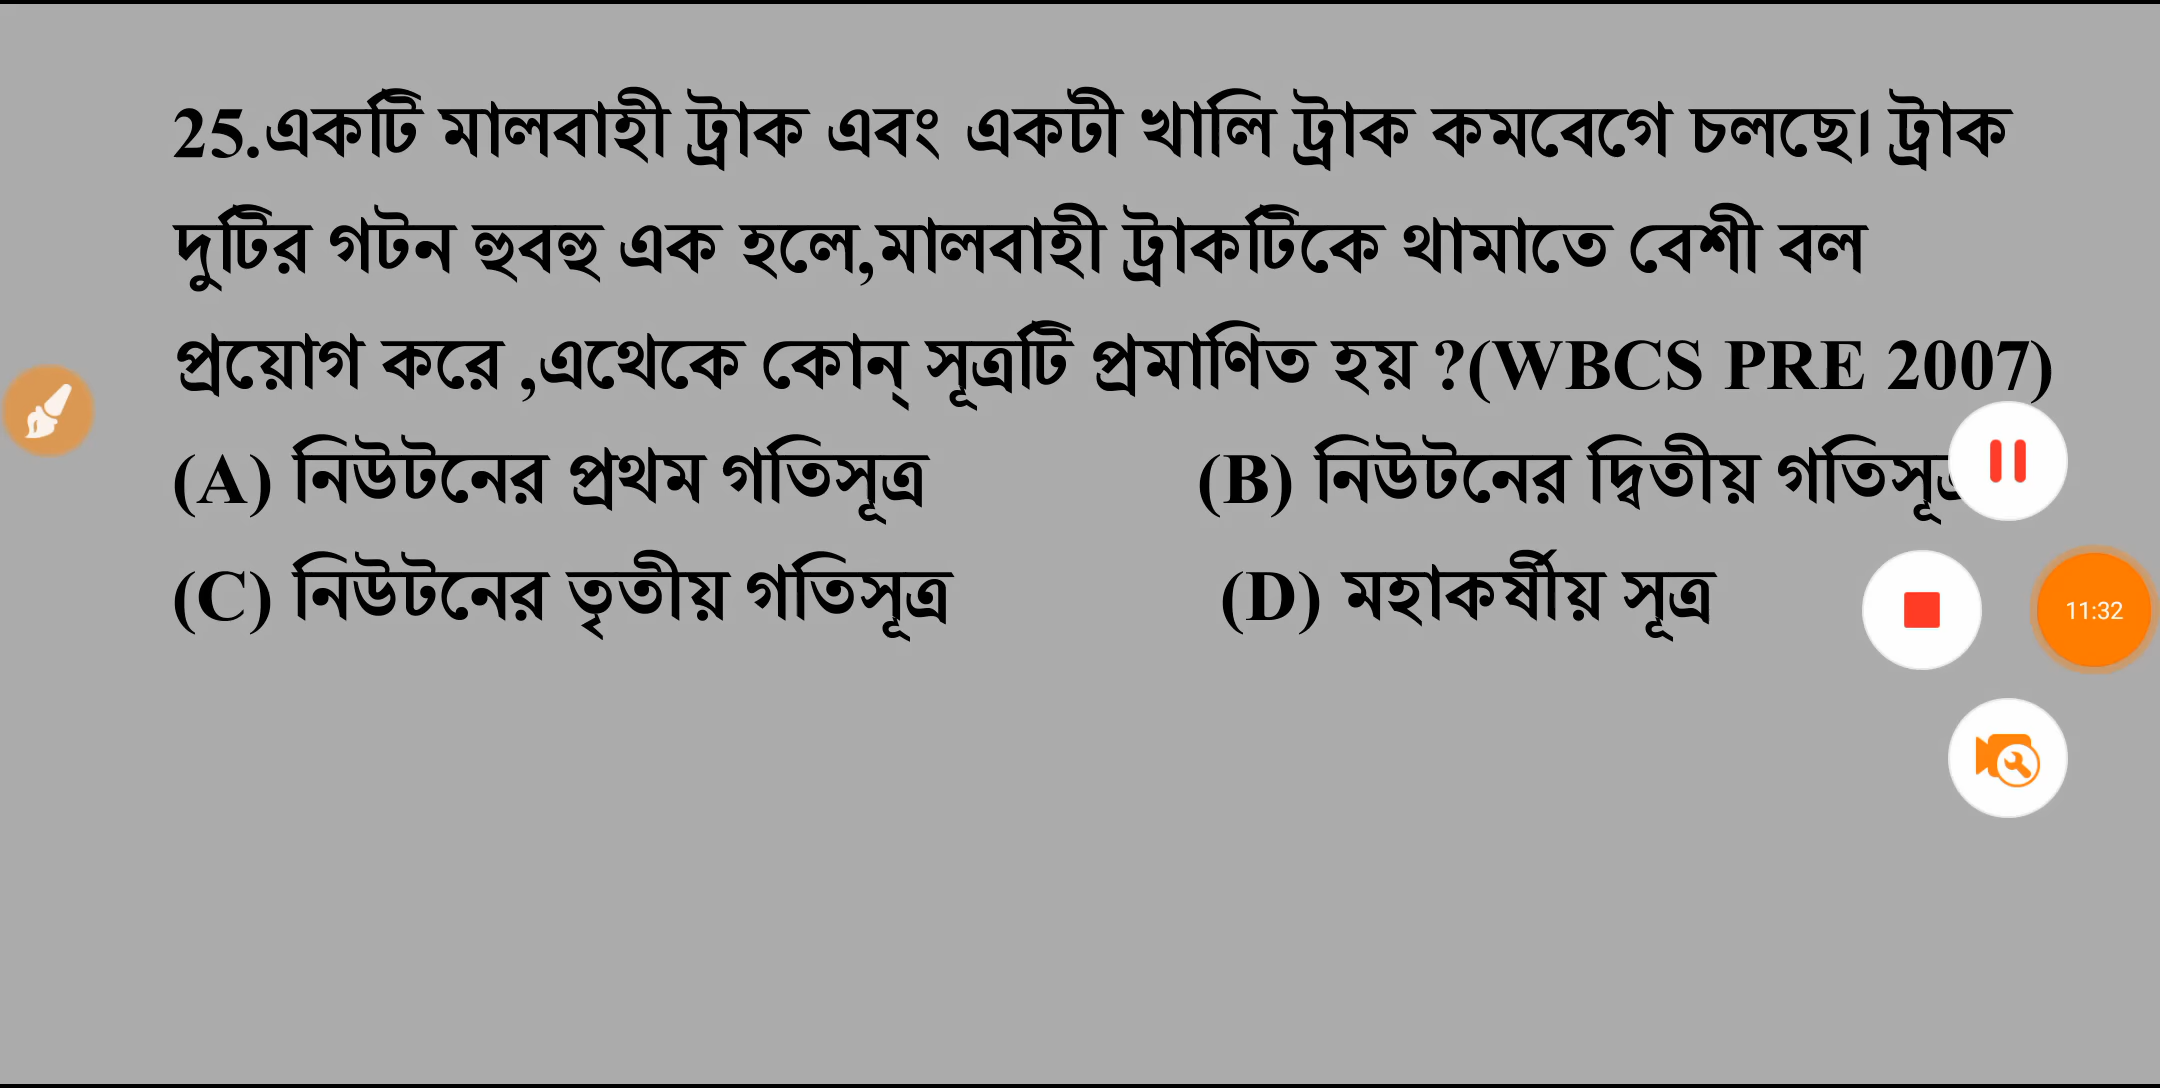 25.একটি মালবাহী ট্রাক এবং একটী খালি ট্রাক কমবেগে চলছে। ট্রাক
দুটির গটন হুবহু এক হলে,মালবাহী ট্রাকটিকে থামাতে বেশী বল
প্রয়োগ করে ,এথেকে কোন্ সূত্রটি প্রমাণিত হয় ?(WBCS PRE 2007)
(A) নিউটনের প্রথম গতিসূত্র (B) নিউটনের দ্বিতীয়
(C) নিউটনের তৃতীয় গতিসূত্র (D) মহাকর্ষীয় সূত্র
11:32